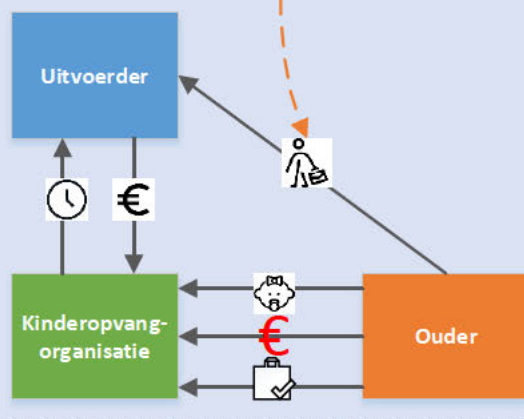 Uitvoerder
€
€
Kinderopvang-
organisatie
Ouder